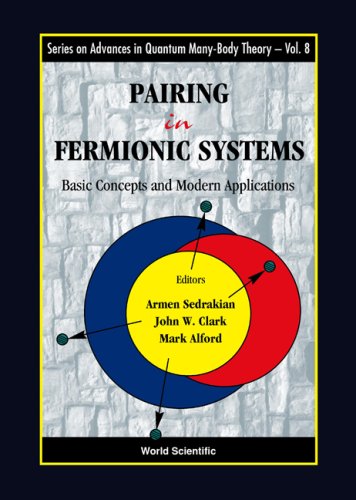 Series on Advances in Quantum Many-Body Theory – Vol. 8
PAIRING
in
FERMIONIC SYSTEMS
Basic Concepts and Modern Applications
Editors
Armen Sedrakian
John W. Clark
Mark Alford
World Scientific